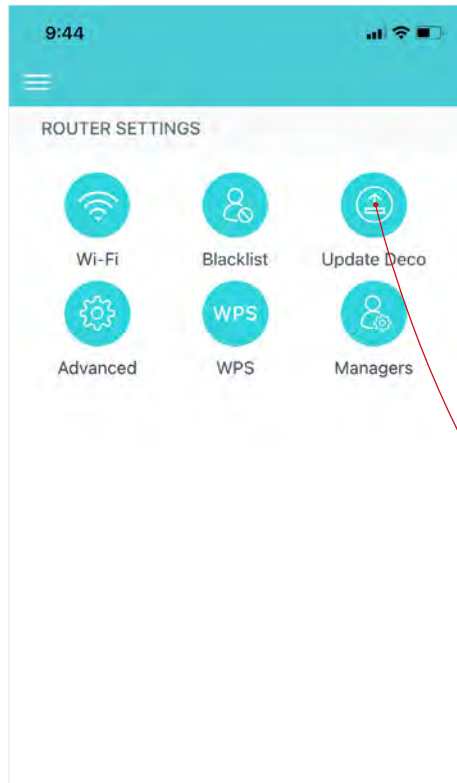 9:44
ROUTER SETTINGS
Wi-Fi Blacklist Update Deco
WPS
Advanced WPS Managers